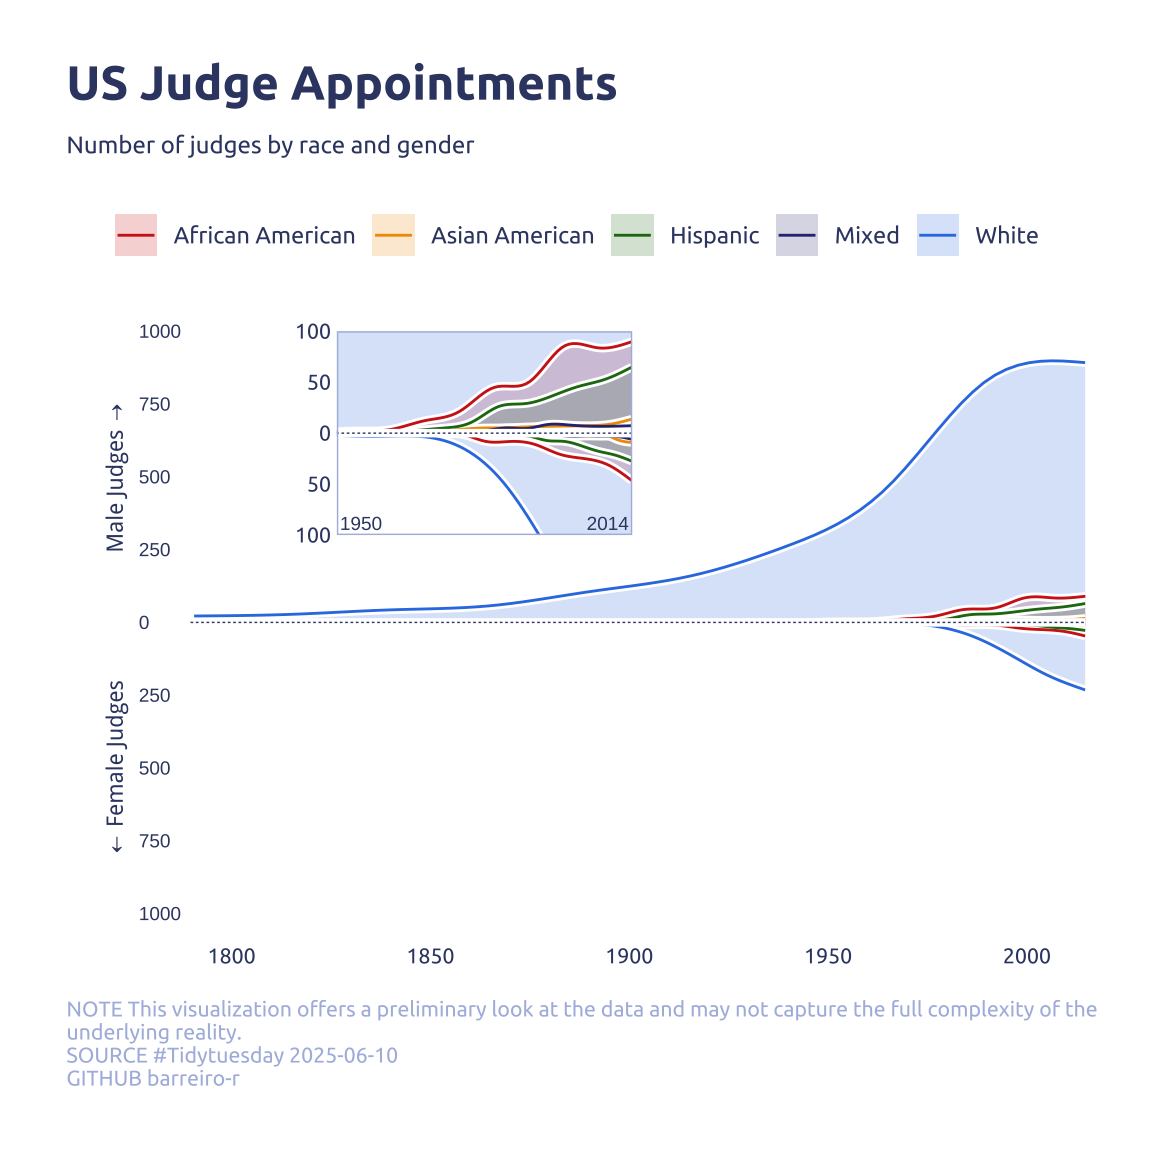 US Judge Appointments
Number of judges by race and gender
African American
Asian American
Hispanic
Mixed
White
1000
750
500
250
0
250
500
750
1000
Male Judges →
← Female Judges
100
50
0
50
100
1950
2014
1800
1850
1900
1950
2000
NOTE This visualization offers a preliminary look at the data and may not capture the full complexity of the
underlying reality.
SOURCE #Tidytuesday 2025-06-10
GITHUB barreiro-r